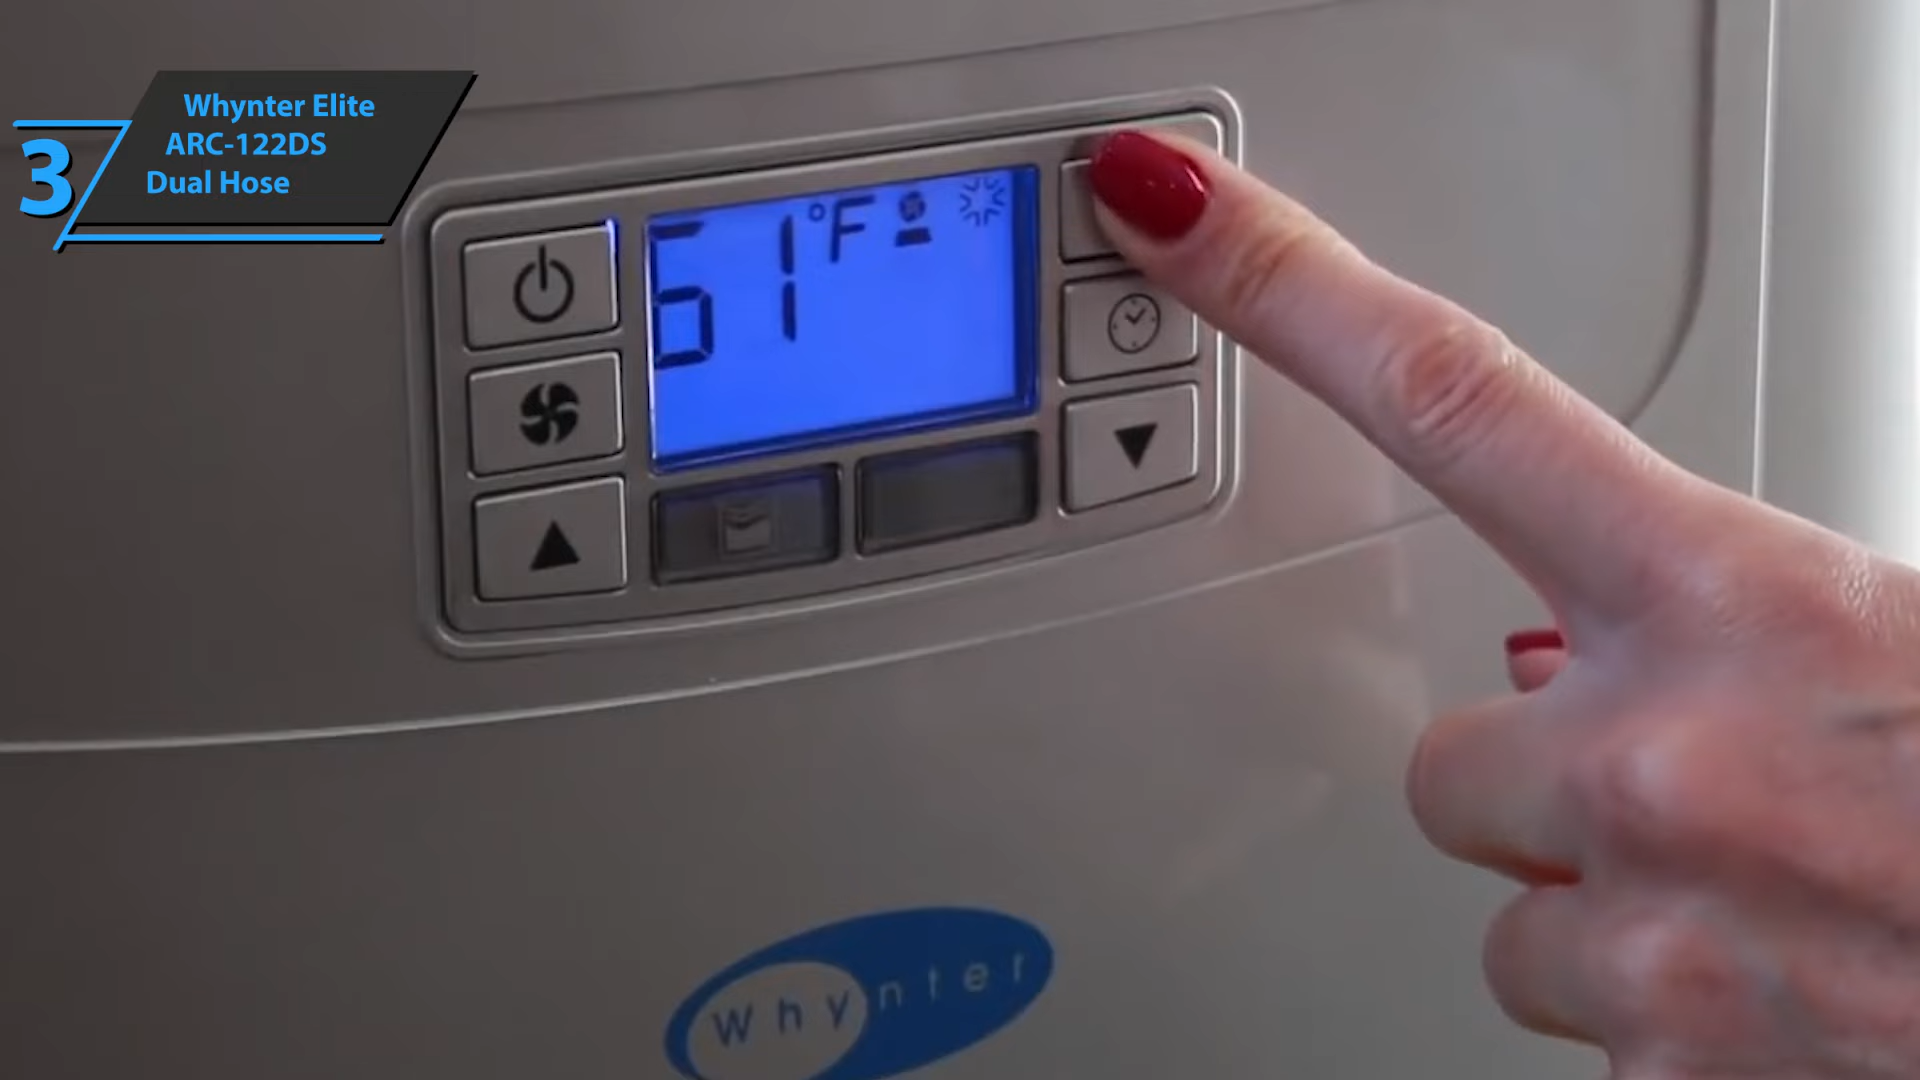 3
Whynter Elite
ARC-122DS
Dual Hose
61°F
Whynter